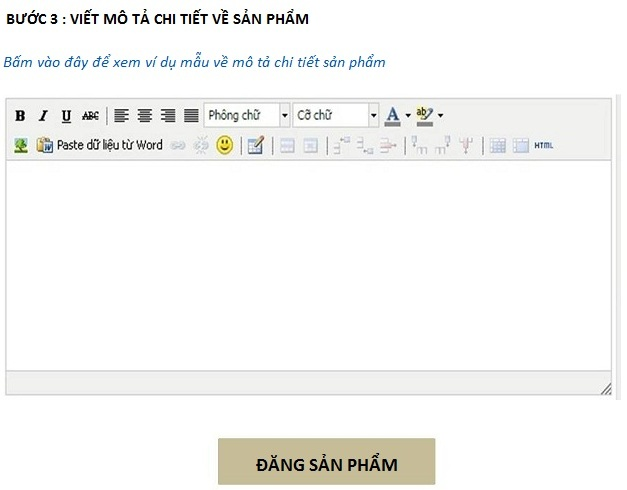 BƯỚC 3 : VIẾT MÔ TẢ CHI TIẾT VỀ SẢN PHẨM
Bấm vào đây để xem ví dụ mẫu về mô tả chi tiết sản phẩm
B I U ABC Phông chữ Cỡ chữ A ab
Paste dữ liệu từ Word HTML
ĐĂNG SẢN PHẨM